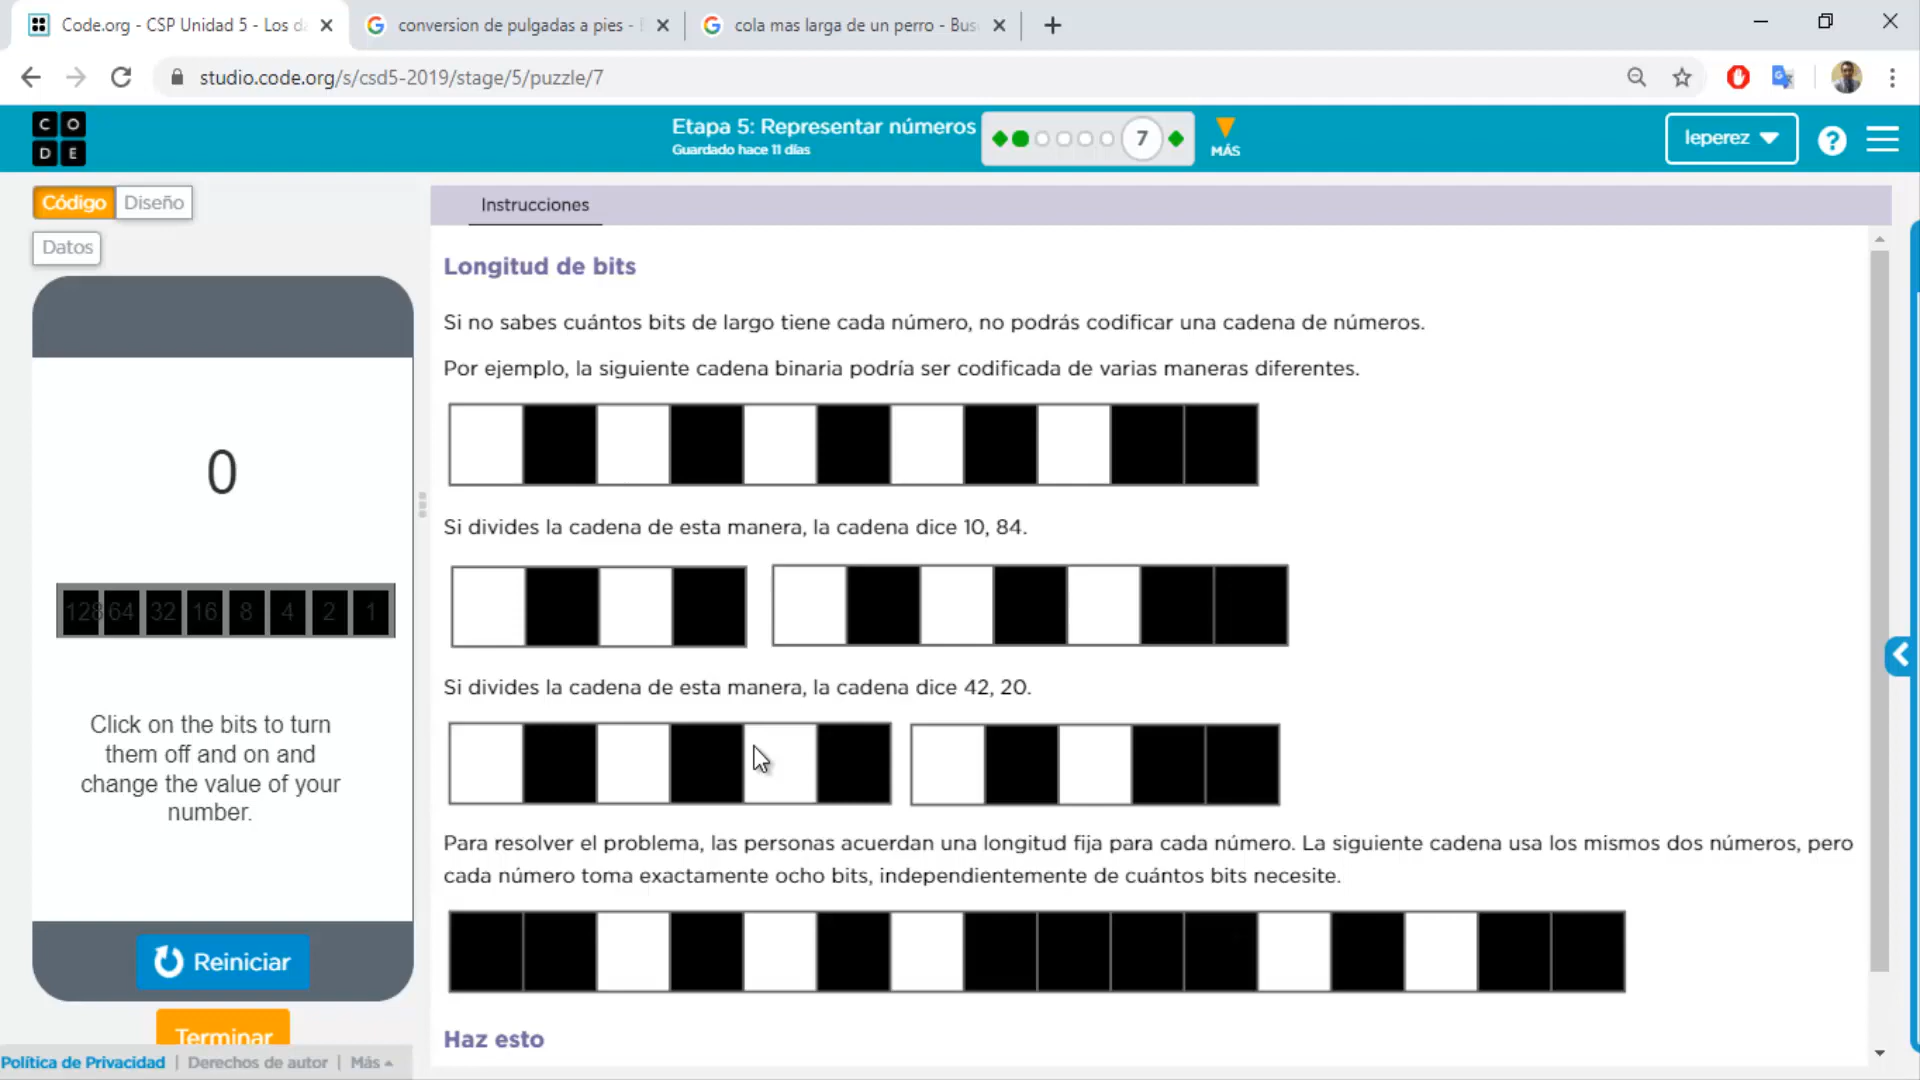 Code.org - CSP Unidad 5 - Los d
conversion de pulgadas a pies -
cola mas larga de un perro - Bus
studio.code.org/s/csd5-2019/stage/5/puzzle/7
CO
DE
Etapa 5: Representar números
Guardado hace 11 días
7
MÁS
leperez
?
Código
Diseño
Datos
0
128 64 32 16 8 4 2 1
Click on the bits to turn
them off and on and
change the value of your
number.
Reiniciar
Terminar
Política de Privacidad | Derechos de autor | Más
Instrucciones
Longitud de bits
Si no sabes cuántos bits de largo tiene cada número, no podrás codificar una cadena de números.
Por ejemplo, la siguiente cadena binaria podría ser codificada de varias maneras diferentes.
Si divides la cadena de esta manera, la cadena dice 10, 84.
Si divides la cadena de esta manera, la cadena dice 42, 20.
Para resolver el problema, las personas acuerdan una longitud fija para cada número. La siguiente cadena usa los mismos dos números, pero
cada número toma exactamente ocho bits, independientemente de cuántos bits necesite.
Haz esto